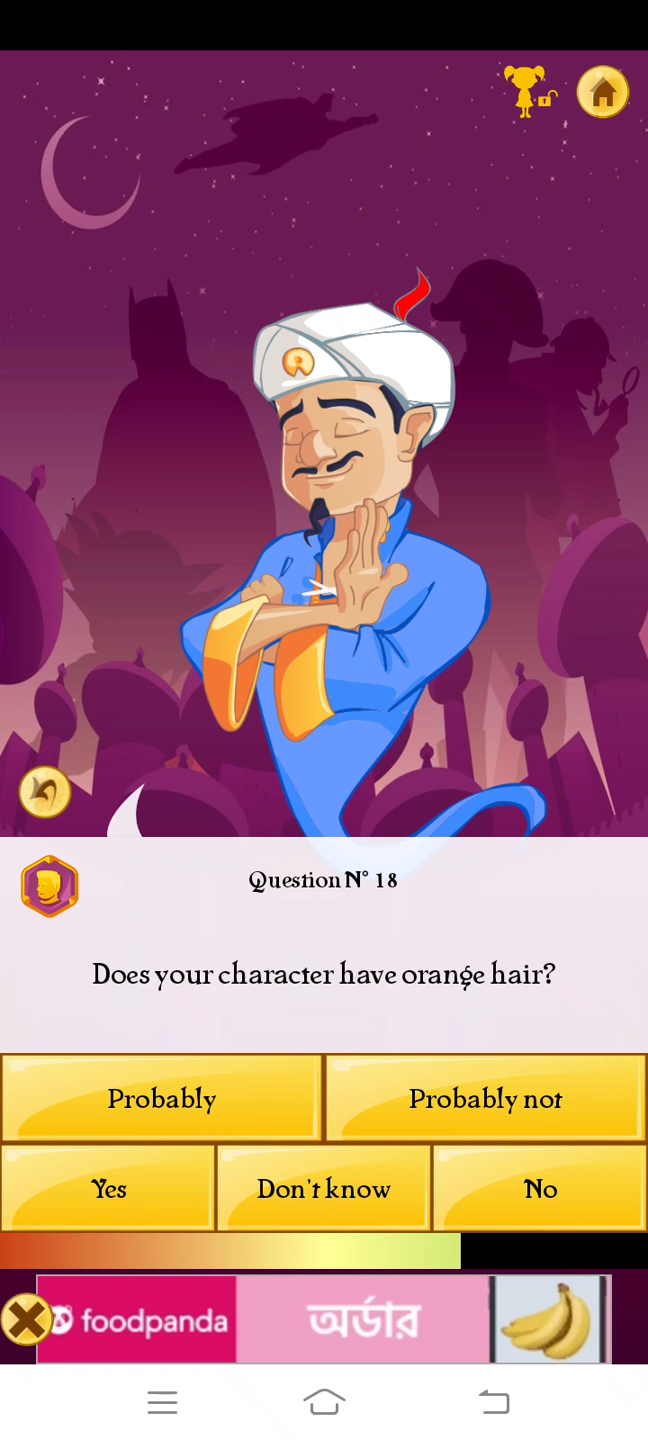 Question N° 18
Does your character have orange hair?
Probably
Probably not
Yes
Don't know
No
foodpanda
অর্ডার